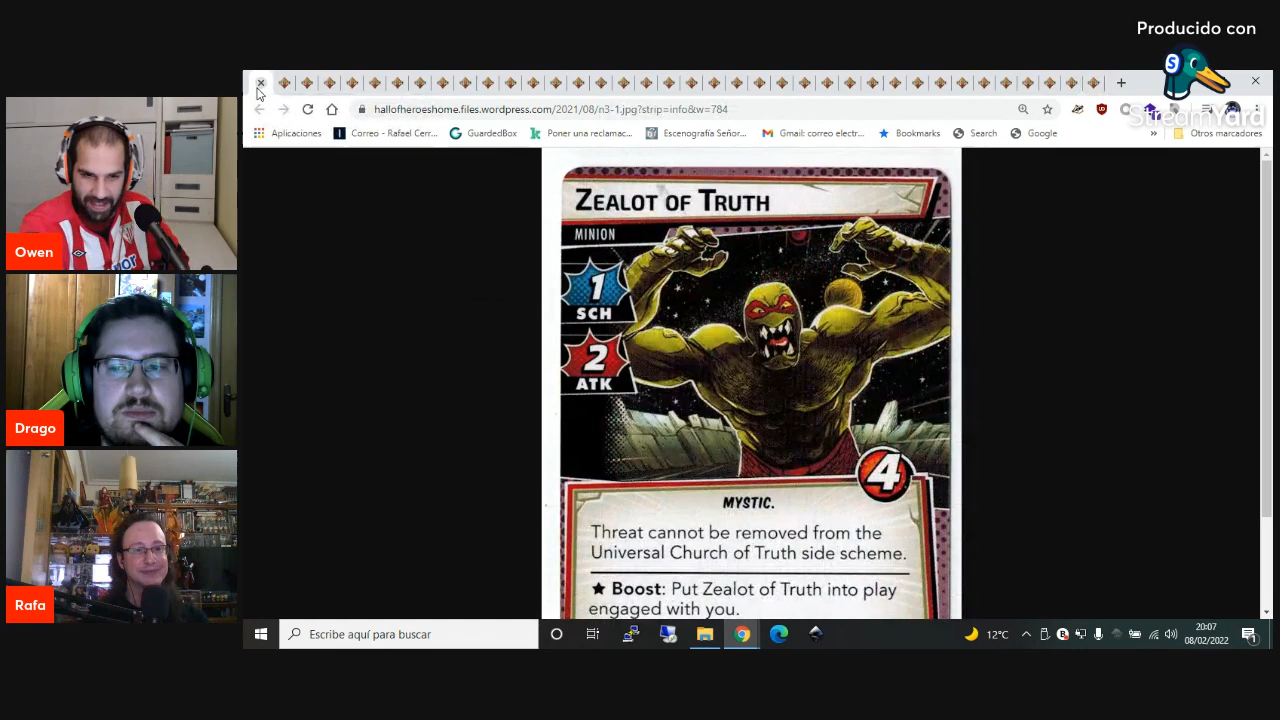 Producido con
S
StreamYard
hallofheroeshome.files.wordpress.com/2021/08/n3-1.jpg?strip=info&w=784
Aplicaciones
Correo - Rafael Cerr...
GuardedBox
Poner una reclamac...
Escenografía Señor...
Gmail: correo electr...
Bookmarks
Search
Google
»
Otros marcadores
Owen
Drago
Rafa
ZEALOT OF TRUTH
MINION
1
SCH
2
ATK
4
MYSTIC.
Threat cannot be removed from the
Universal Church of Truth side scheme.
★ Boost: Put Zealot of Truth into play
engaged with you.
Escribe aquí para buscar
12°C
20:07
08/02/2022
1